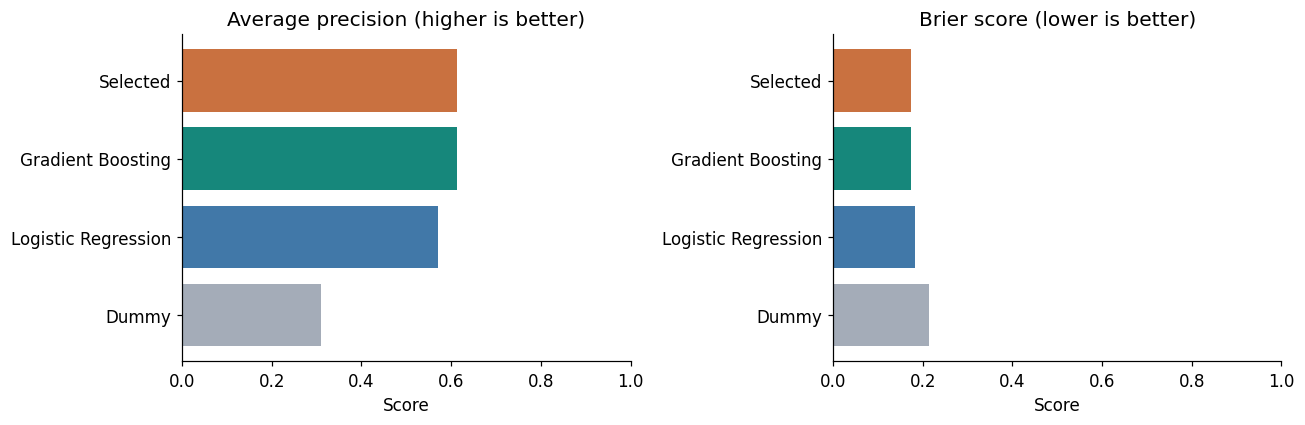 Average precision (higher is better)
Selected
Gradient Boosting
Logistic Regression
Dummy
0.0 0.2 0.4 0.6 0.8 1.0
Score
Brier score (lower is better)
Selected
Gradient Boosting
Logistic Regression
Dummy
0.0 0.2 0.4 0.6 0.8 1.0
Score